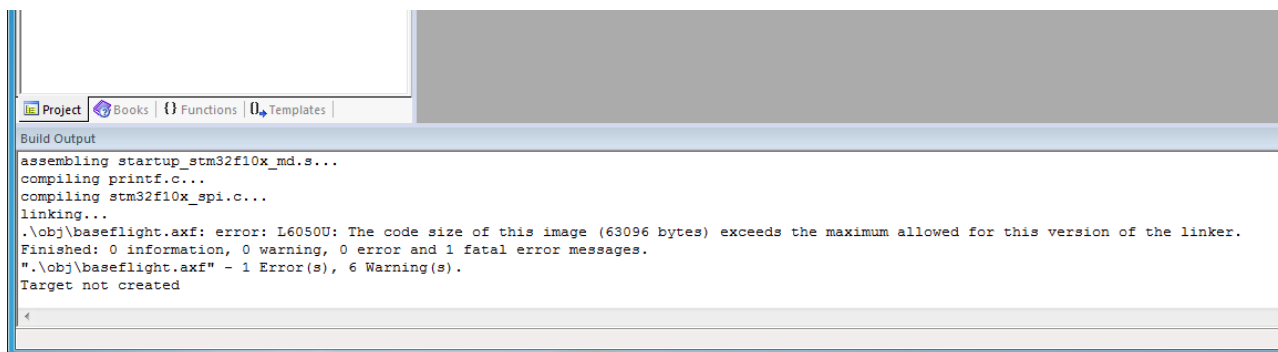 Project Books {} Functions 0 Templates
Build Output
assembling startup_stm32f10x_md.s...
compiling printf.c...
compiling stm32f10x_spi.c...
linking...
.\obj\baseflight.axf: error: L6050U: The code size of this image (63096 bytes) exceeds the maximum allowed for this version of the linker.
Finished: 0 information, 0 warning, 0 error and 1 fatal error messages.
".\obj\baseflight.axf" - 1 Error(s), 6 Warning(s).
Target not created